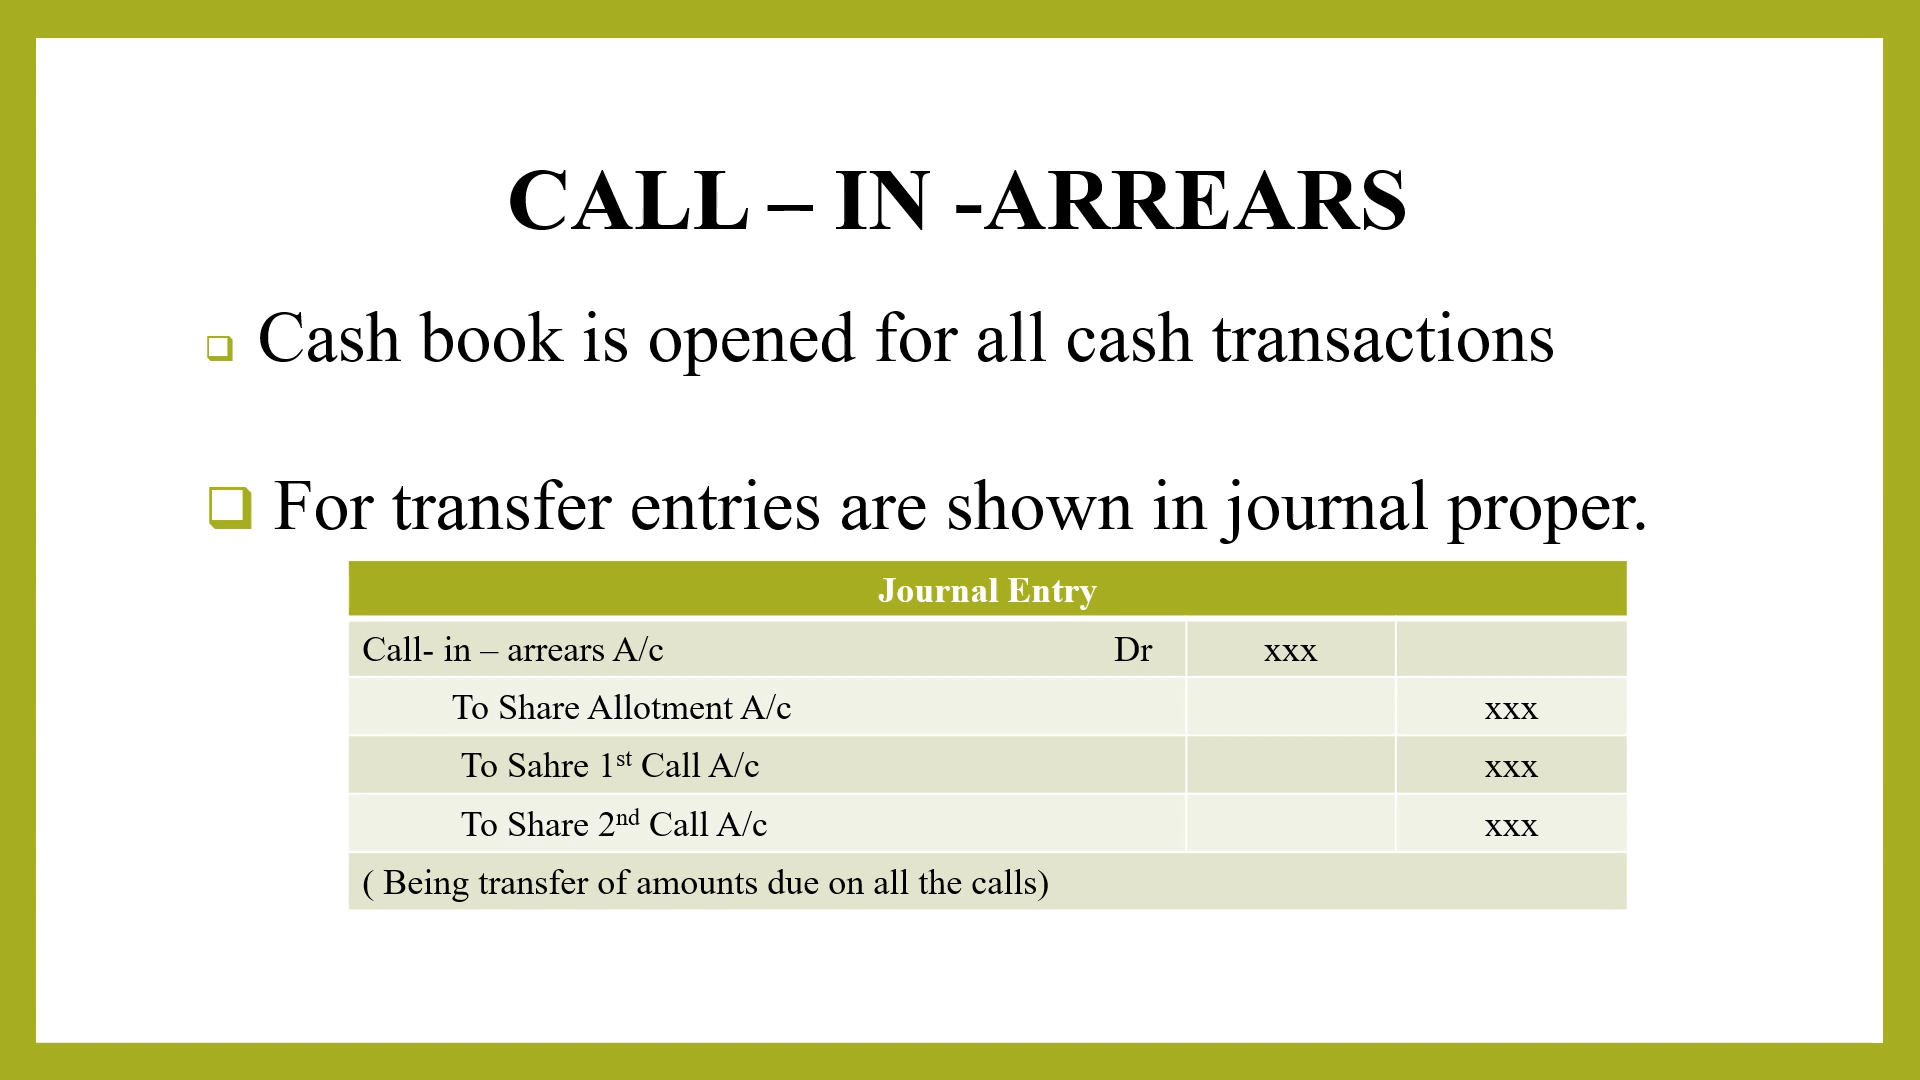 CALL – IN -ARREARS
Cash book is opened for all cash transactions
For transfer entries are shown in journal proper.
Journal Entry
Call- in – arrears A/c Dr xxx
To Share Allotment A/c xxx
To Sahre 1st Call A/c xxx
To Share 2nd Call A/c xxx
( Being transfer of amounts due on all the calls)